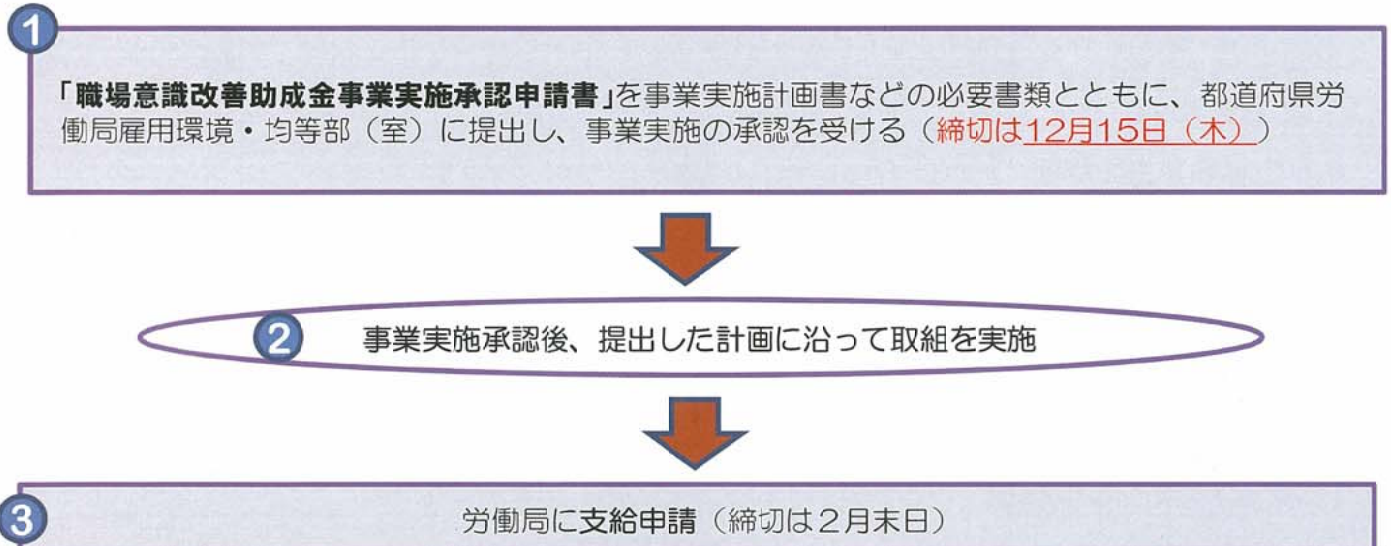 1
「職場意識改善助成金事業実施承認申請書」を事業実施計画書などの必要書類とともに、都道府県労
働局雇用環境・均等部（室）に提出し、事業実施の承認を受ける（締切は12月15日（木））
2
事業実施承認後、提出した計画に沿って取組を実施
3
労働局に支給申請（締切は２月末日）